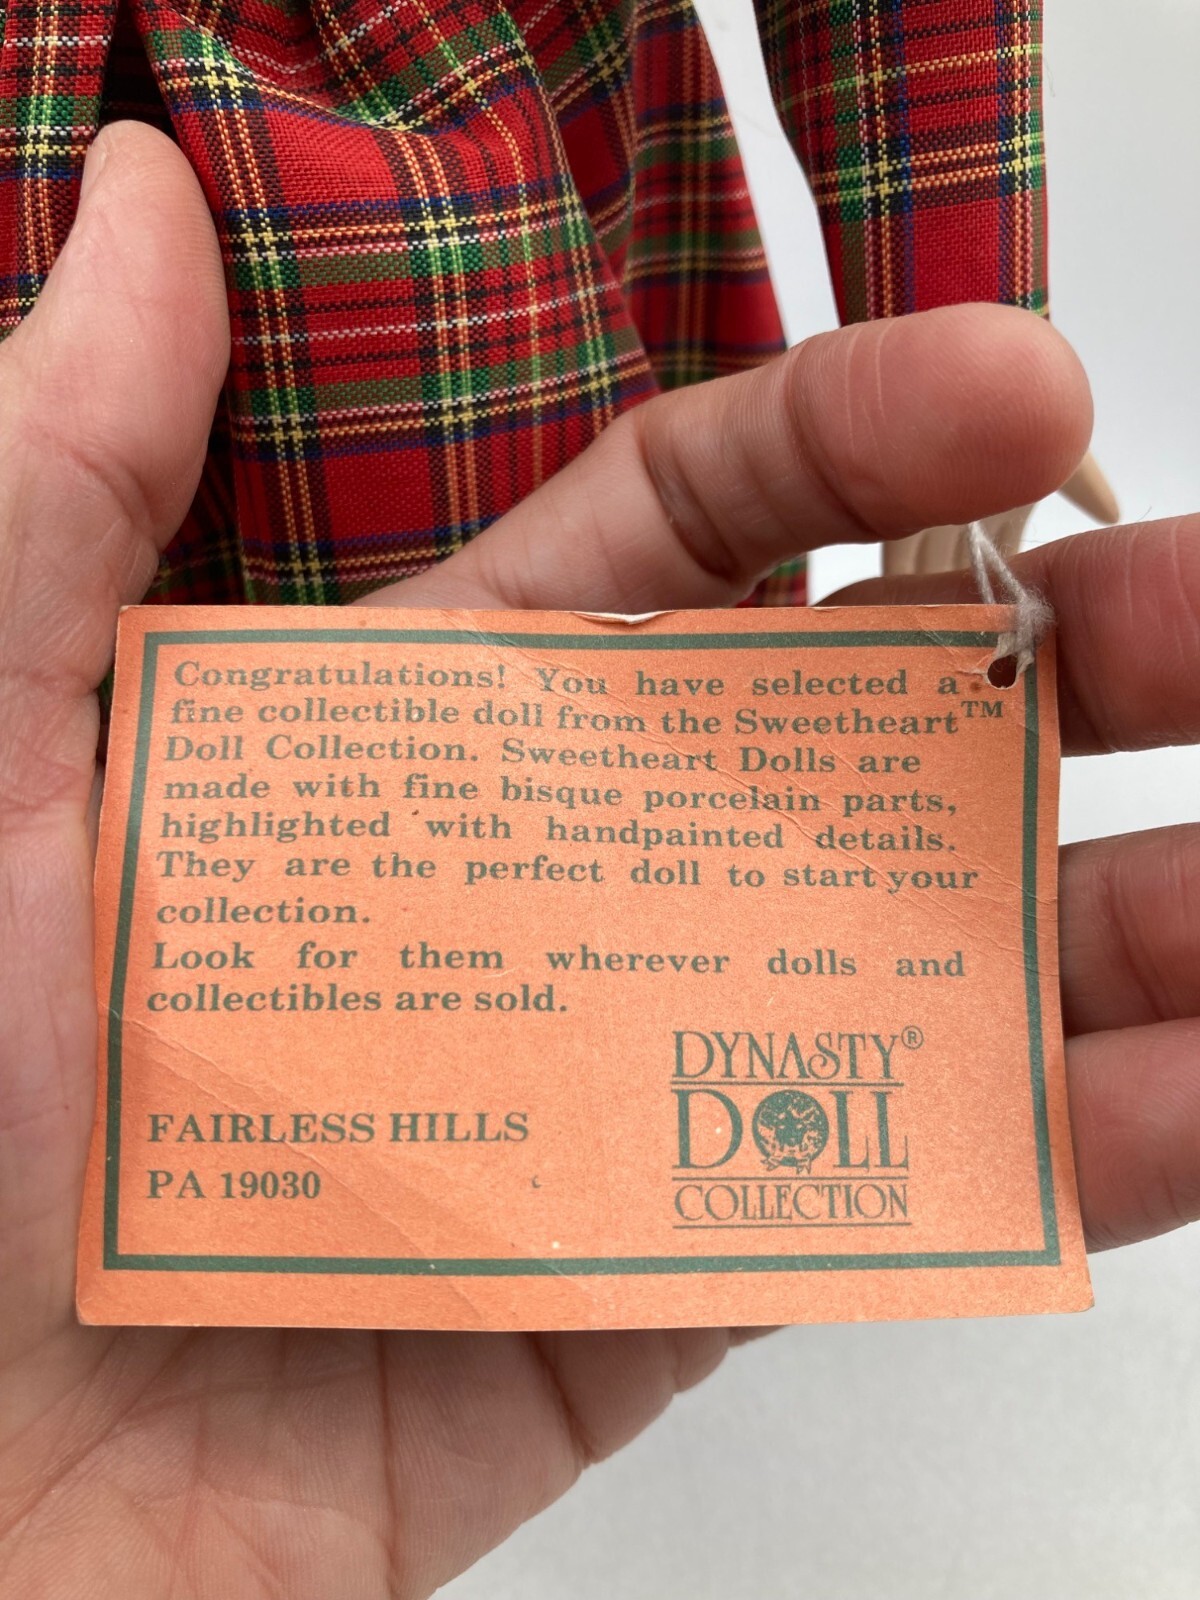 Congratulations! You have selected a
fine collectible doll from the Sweetheart™
Doll Collection. Sweetheart Dolls are
made with fine bisque porcelain parts,
highlighted with handpainted details.
They are the perfect doll to start your
collection.
Look for them wherever dolls and
collectibles are sold.
FAIRLESS HILLS
PA 19030
DYNASTY®
DOLL
COLLECTION